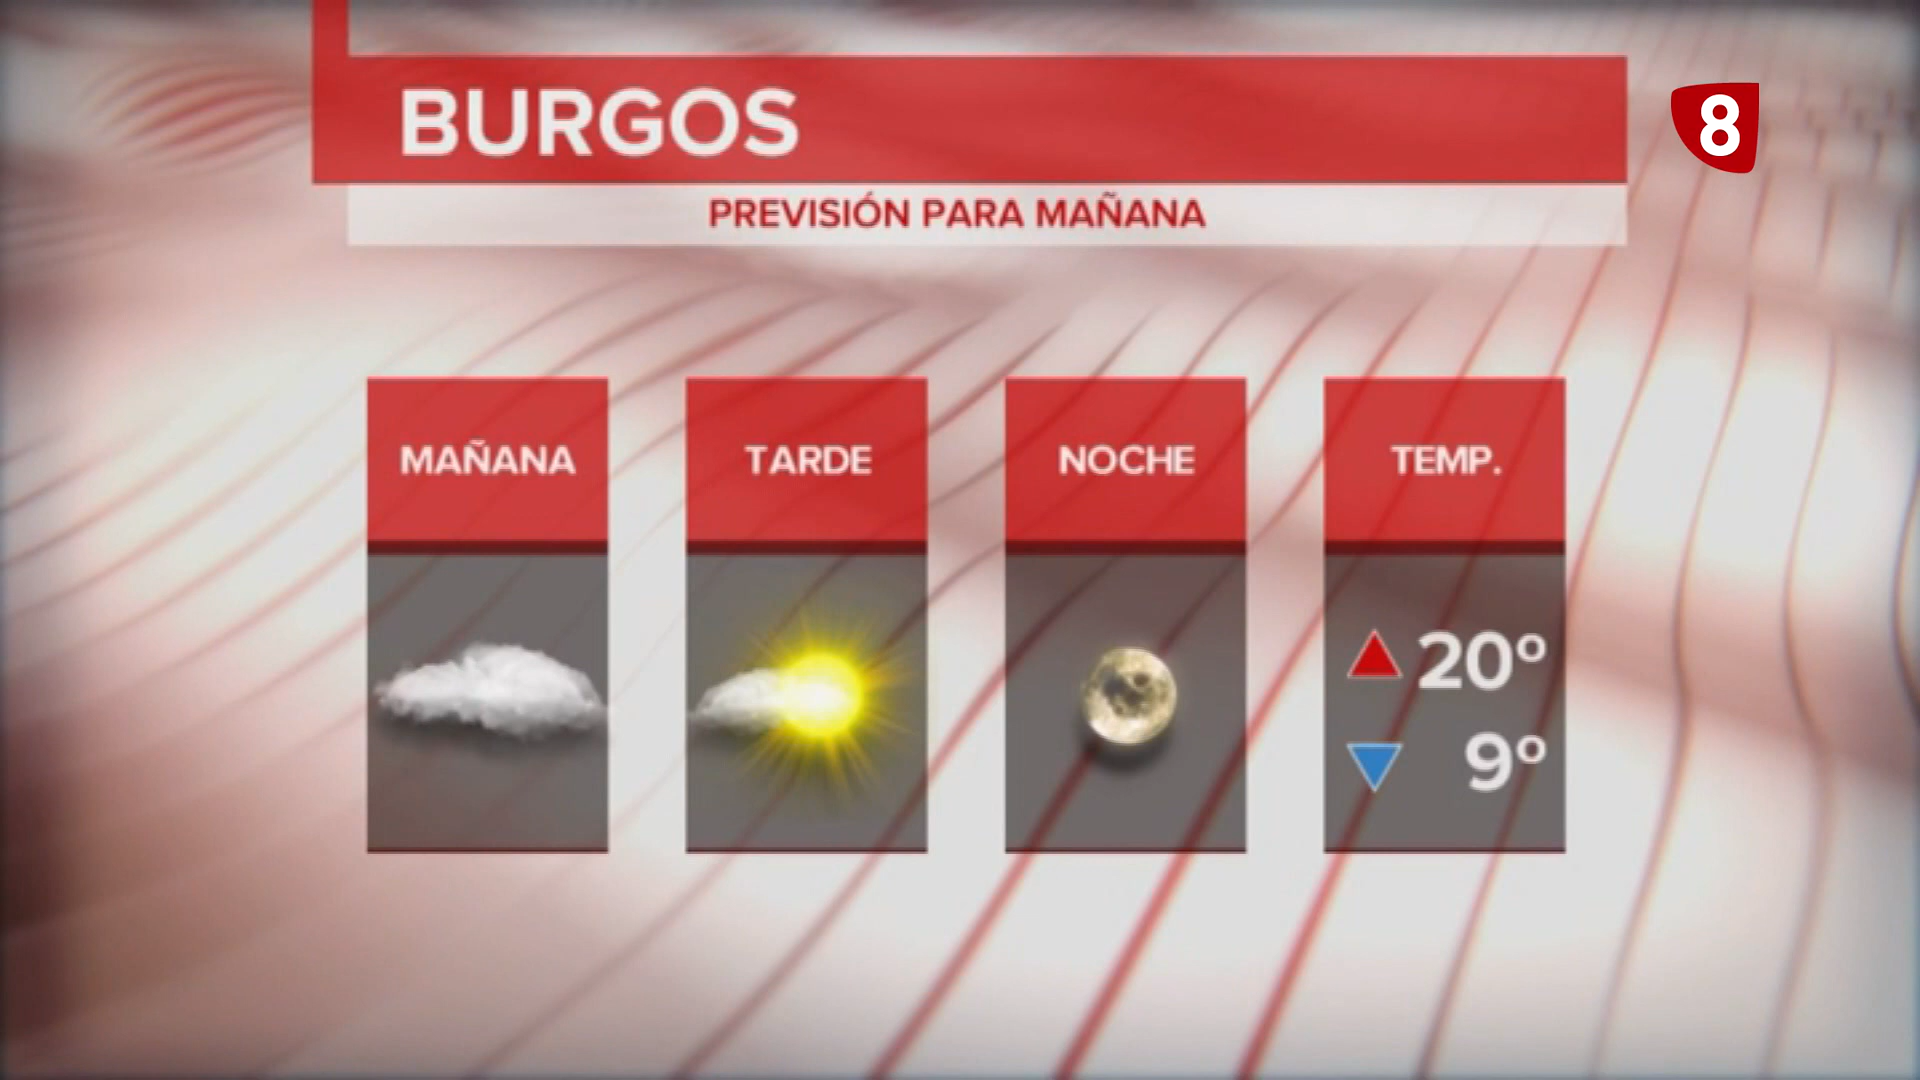 BURGOS
8
PREVISIÓN PARA MAÑANA
MAÑANA
TARDE
NOCHE
TEMP.
20º
9º